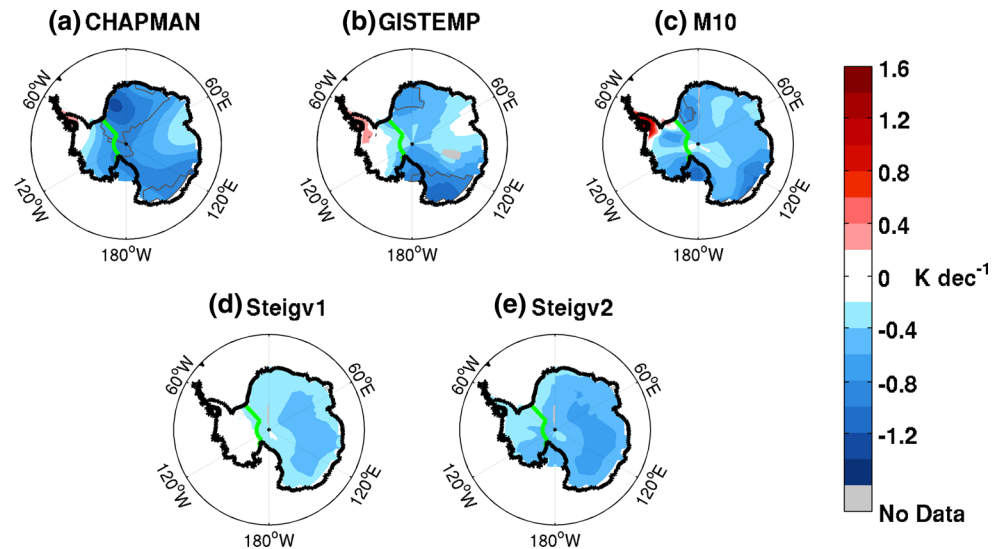 (a) CHAPMAN
(b) GISTEMP
(c) M10
60°W
60°E
120°W
120°E
180°W
60°W
60°E
120°W
120°E
180°W
60°W
60°E
120°W
120°E
180°W
1.6
1.2
0.8
0.4
0 K dec⁻¹
-0.4
-0.8
-1.2
No Data
(d) Steigv1
(e) Steigv2
60°W
60°E
120°W
120°E
180°W
60°W
60°E
120°W
120°E
180°W